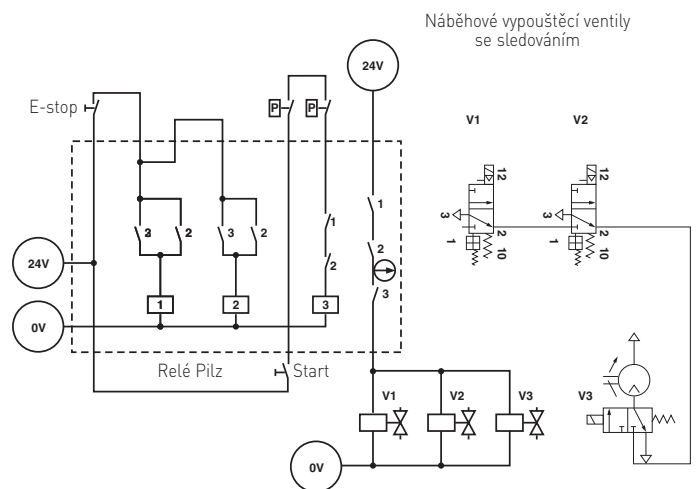 Náběhové vypouštěcí ventily
se sledováním
24V
E-stop
P
P
V1
V2
12
12
3
3
2
2
1
1
10
10
1
2
3
2
3
2
1
2
3
24V
1
2
3
0V
Relé Pilz
Start
V1
V2
V3
V3
0V